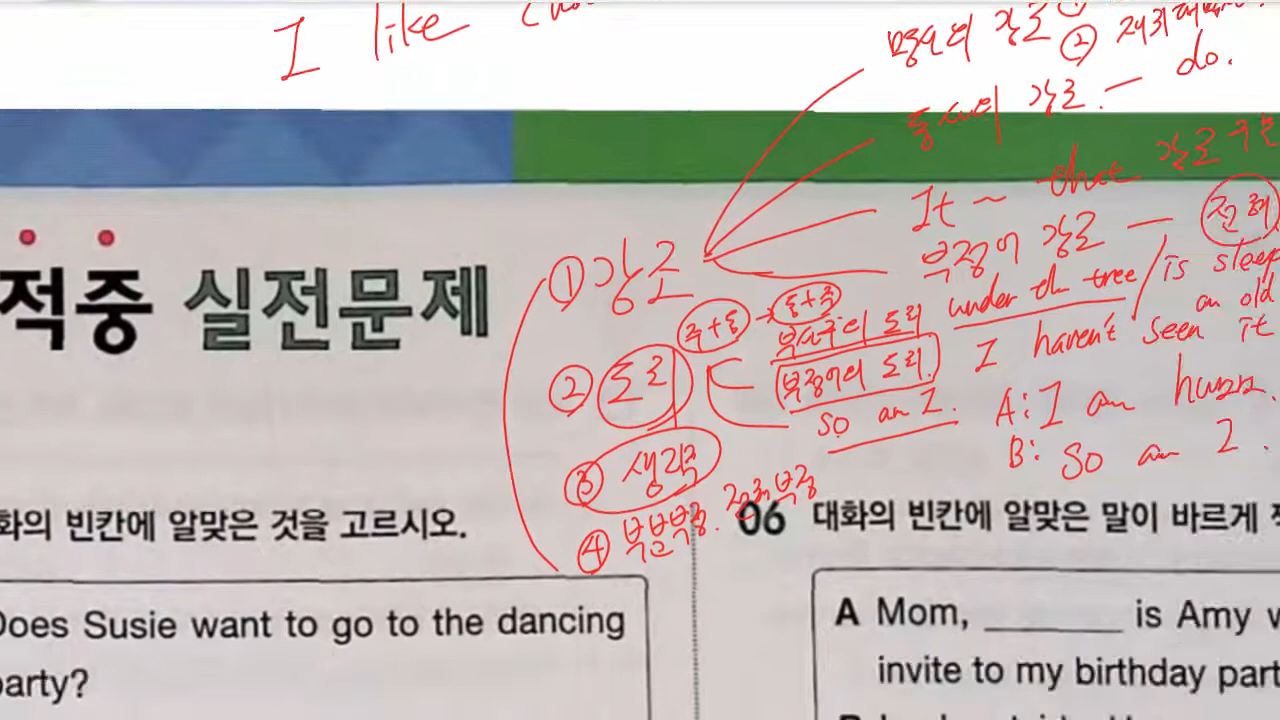 I like
명사의 강조 ①
② 재귀대명사
동사의 강조. ― do.
It ~ that 강조구문
부정어 강조 ―
① 강조
주+동 → 동+주
② 도치
부사구의 도치 under the tree / is sleep
an old
부정어의 도치. I haven't seen it
so am I. A: I am happy.
B: So am I.
③ 생략
④ 부분부정. 전체부정
적중 실전문제
화의 빈칸에 알맞은 것을 고르시오.
Does Susie want to go to the dancing
party?
06 대화의 빈칸에 알맞은 말이 바르게
A Mom, ________ is Amy
invite to my birthday part